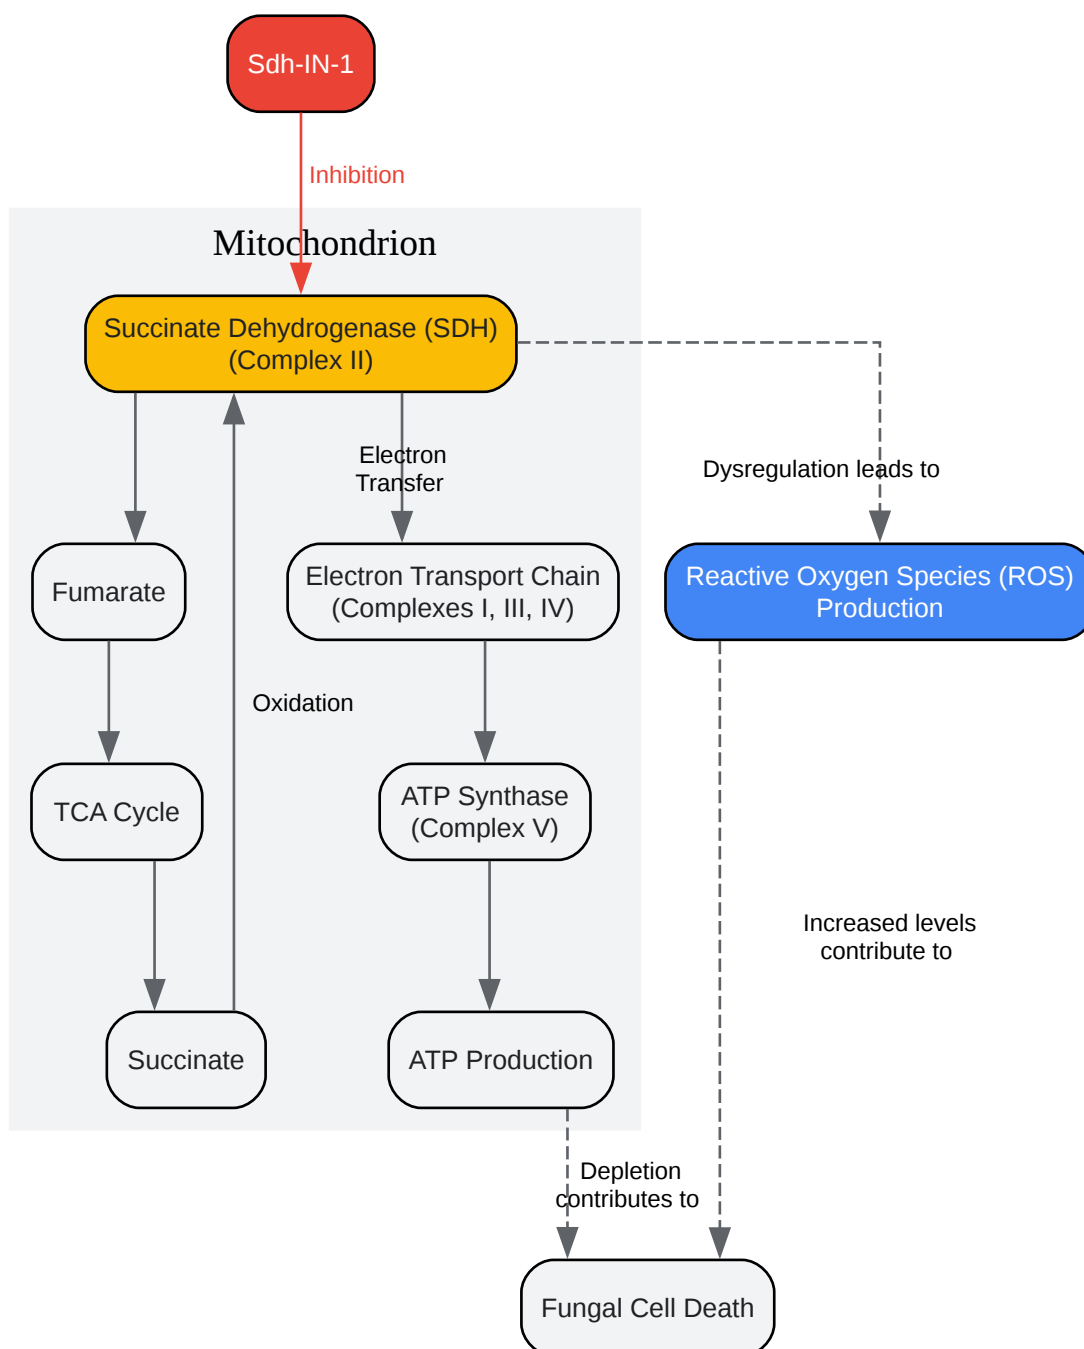 Sdh-IN-1
Inhibition
Mitochondrion
Succinate Dehydrogenase (SDH)
(Complex II)
Electron
Transfer
Dysregulation leads to
Fumarate
Electron Transport Chain
(Complexes I, III, IV)
Reactive Oxygen Species (ROS)
Production
Oxidation
TCA Cycle
ATP Synthase
(Complex V)
Increased levels
contribute to
Succinate
ATP Production
Depletion
contributes to
Fungal Cell Death